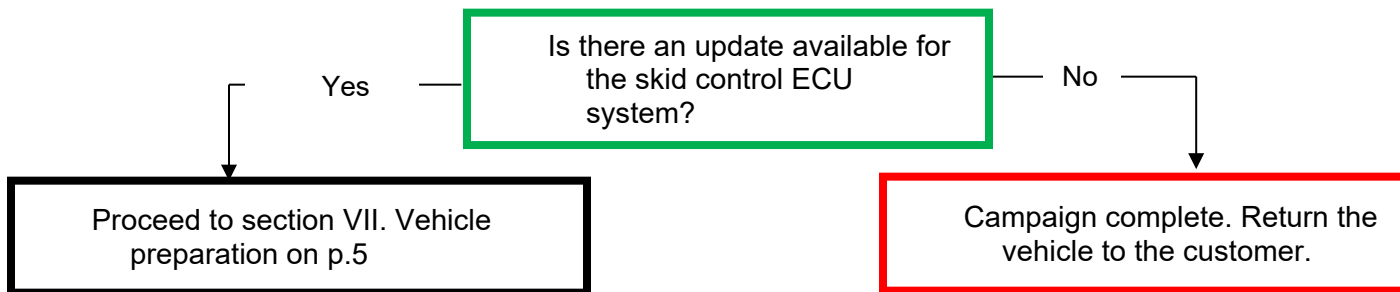 Is there an update available for
the skid control ECU
system?
Yes
No
Proceed to section VII. Vehicle
preparation on p.5
Campaign complete. Return the
vehicle to the customer.